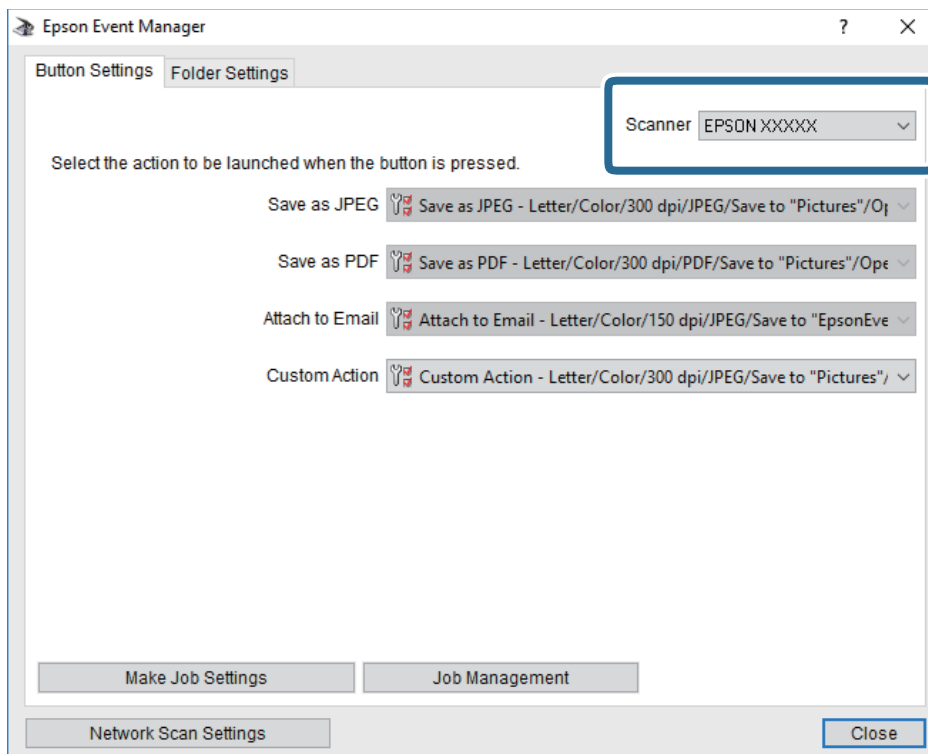 Epson Event Manager
?
Button Settings
Folder Settings
Scanner EPSON XXXXX
Select the action to be launched when the button is pressed.
Save as JPEG Save as JPEG - Letter/Color/300 dpi/JPEG/Save to "Pictures"/Op
Save as PDF Save as PDF - Letter/Color/300 dpi/PDF/Save to "Pictures"/Ope
Attach to Email Attach to Email - Letter/Color/150 dpi/JPEG/Save to "EpsonEve
Custom Action Custom Action - Letter/Color/300 dpi/JPEG/Save to "Pictures"/
Make Job Settings
Job Management
Network Scan Settings
Close